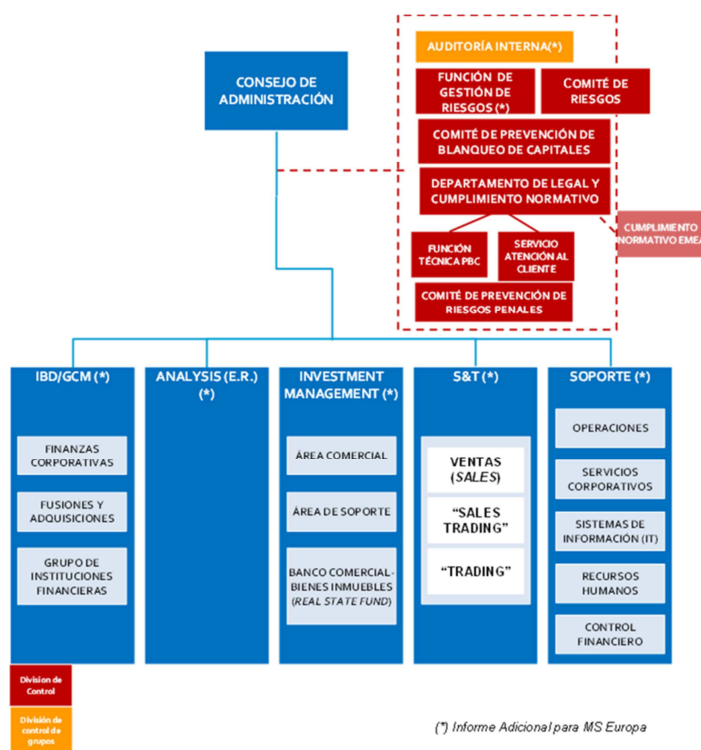 CONSEJO DE
ADMINISTRACIÓN
AUDITORÍA INTERNA(*)
FUNCIÓN DE
GESTIÓN DE
RIESGOS (*)
COMITÉ DE
RIESGOS
COMITÉ DE PREVENCIÓN DE
BLANQUEO DE CAPITALES
DEPARTAMENTO DE LEGAL Y
CUMPLIMIENTO NORMATIVO
CUMPLIMIENTO
NORMATIVO EMEA
FUNCIÓN
TÉCNICA PBC
SERVICIO
ATENCIÓN AL
CLIENTE
COMITÉ DE PREVENCIÓN DE
RIESGOS PENALES
IBD/GCM (*)
FINANZAS
CORPORATIVAS
FUSIONES Y
ADQUISICIONES
GRUPO DE
INSTITUCIONES
FINANCIERAS
ANALYSIS (E.R.)
(*)
INVESTMENT
MANAGEMENT (*)
ÁREA COMERCIAL
ÁREA DE SOPORTE
BANCO COMERCIAL-
BIENES INMUEBLES
(REAL STATE FUND)
S&T (*)
VENTAS
(SALES)
"SALES
TRADING"
"TRADING"
SOPORTE (*)
OPERACIONES
SERVICIOS
CORPORATIVOS
SISTEMAS DE
INFORMACIÓN (IT)
RECURSOS
HUMANOS
CONTROL
FINANCIERO
Division de
Control
División de
control de
grupos
(*) Informe Adicional para MS Europa